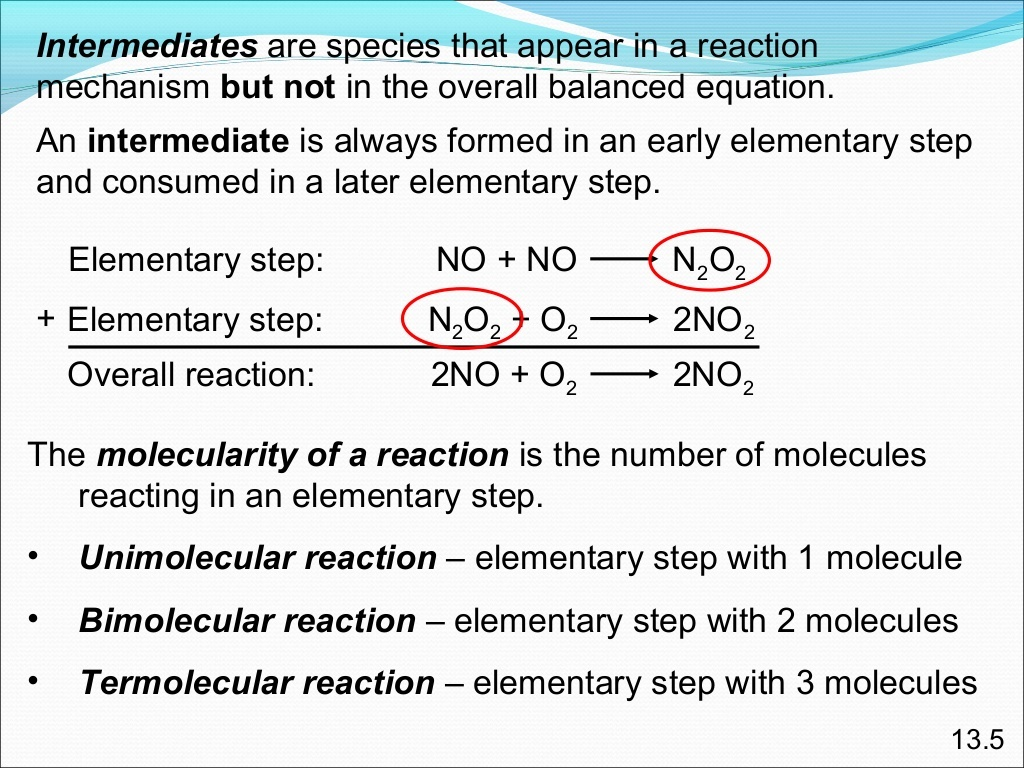 Intermediates are species that appear in a reaction
mechanism but not in the overall balanced equation.
An intermediate is always formed in an early elementary step
and consumed in a later elementary step.
Elementary step: NO + NO ⟶ N₂O₂
+ Elementary step: N₂O₂ + O₂ ⟶ 2NO₂
Overall reaction: 2NO + O₂ ⟶ 2NO₂
The molecularity of a reaction is the number of molecules
reacting in an elementary step.
• Unimolecular reaction – elementary step with 1 molecule
• Bimolecular reaction – elementary step with 2 molecules
• Termolecular reaction – elementary step with 3 molecules
13.5